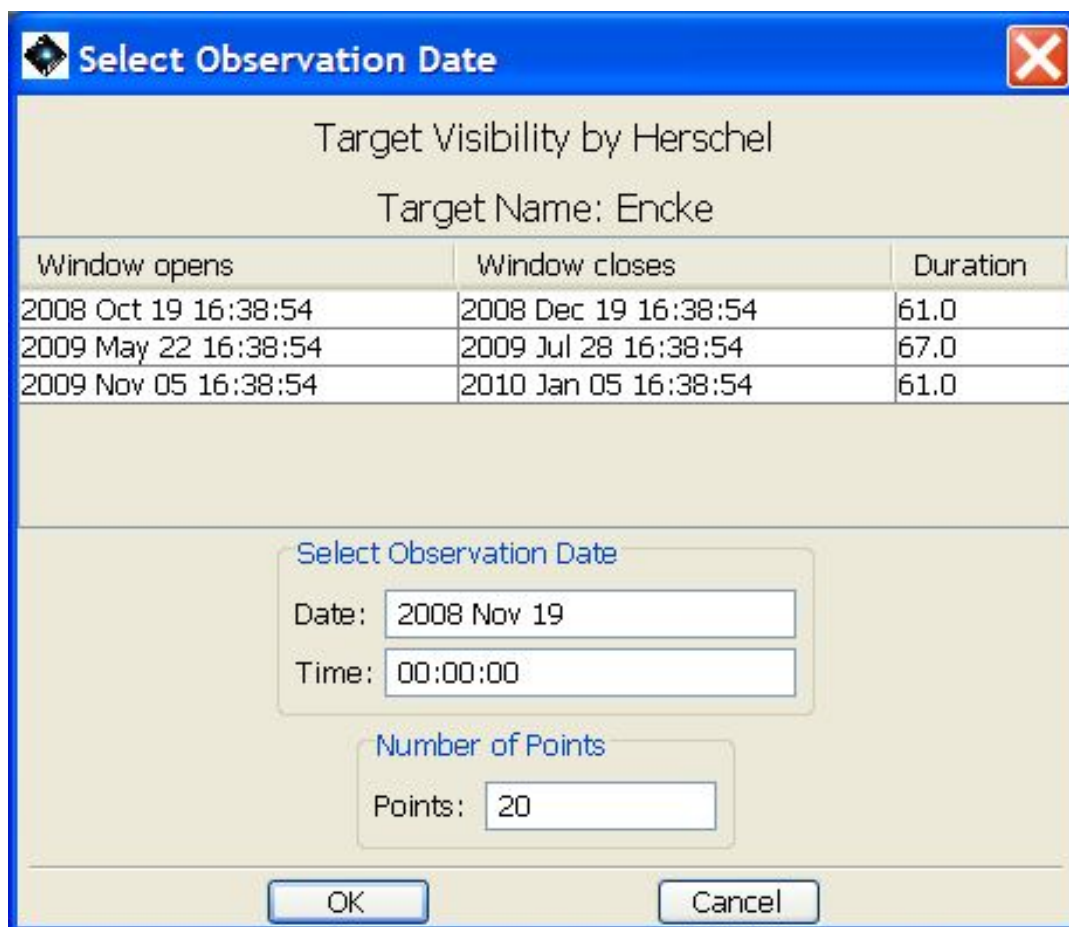 Select Observation Date
Target Visibility by Herschel
Target Name: Encke
Window opens Window closes Duration
2008 Oct 19 16:38:54 2008 Dec 19 16:38:54 61.0
2009 May 22 16:38:54 2009 Jul 28 16:38:54 67.0
2009 Nov 05 16:38:54 2010 Jan 05 16:38:54 61.0
Select Observation Date
Date: 2008 Nov 19
Time: 00:00:00
Number of Points
Points: 20
OK Cancel